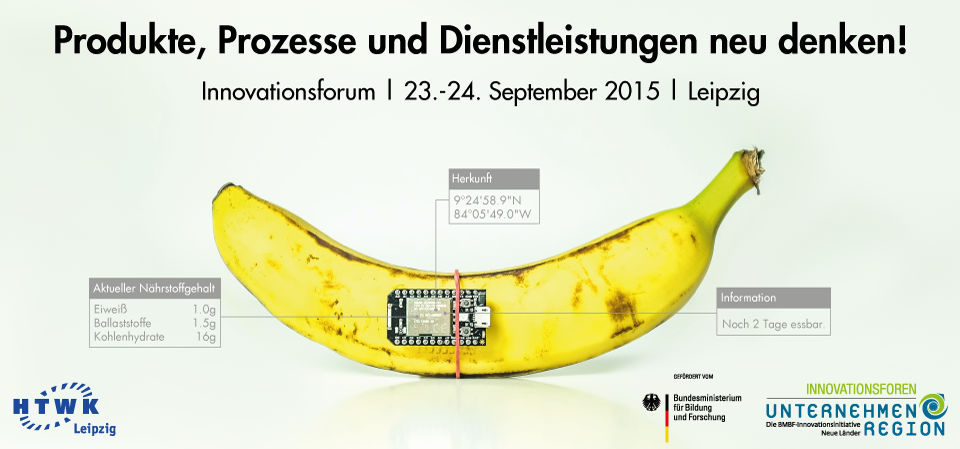 Produkte, Prozesse und Dienstleistungen neu denken!
Innovationsforum | 23.-24. September 2015 | Leipzig
Herkunft
9°24'58.9"N
84°05'49.0"W
Aktueller Nährstoffgehalt
Eiweiß 1.0g
Ballaststoffe 1.5g
Kohlenhydrate 16g
Information
Noch 2 Tage essbar.
HTWK
Leipzig
GEFÖRDERT VOM
Bundesministerium
für Bildung
und Forschung
INNOVATIONSFOREN
UNTERNEHMEN
Die BMBF-Innovationsinitiative
Neue Länder
REGION